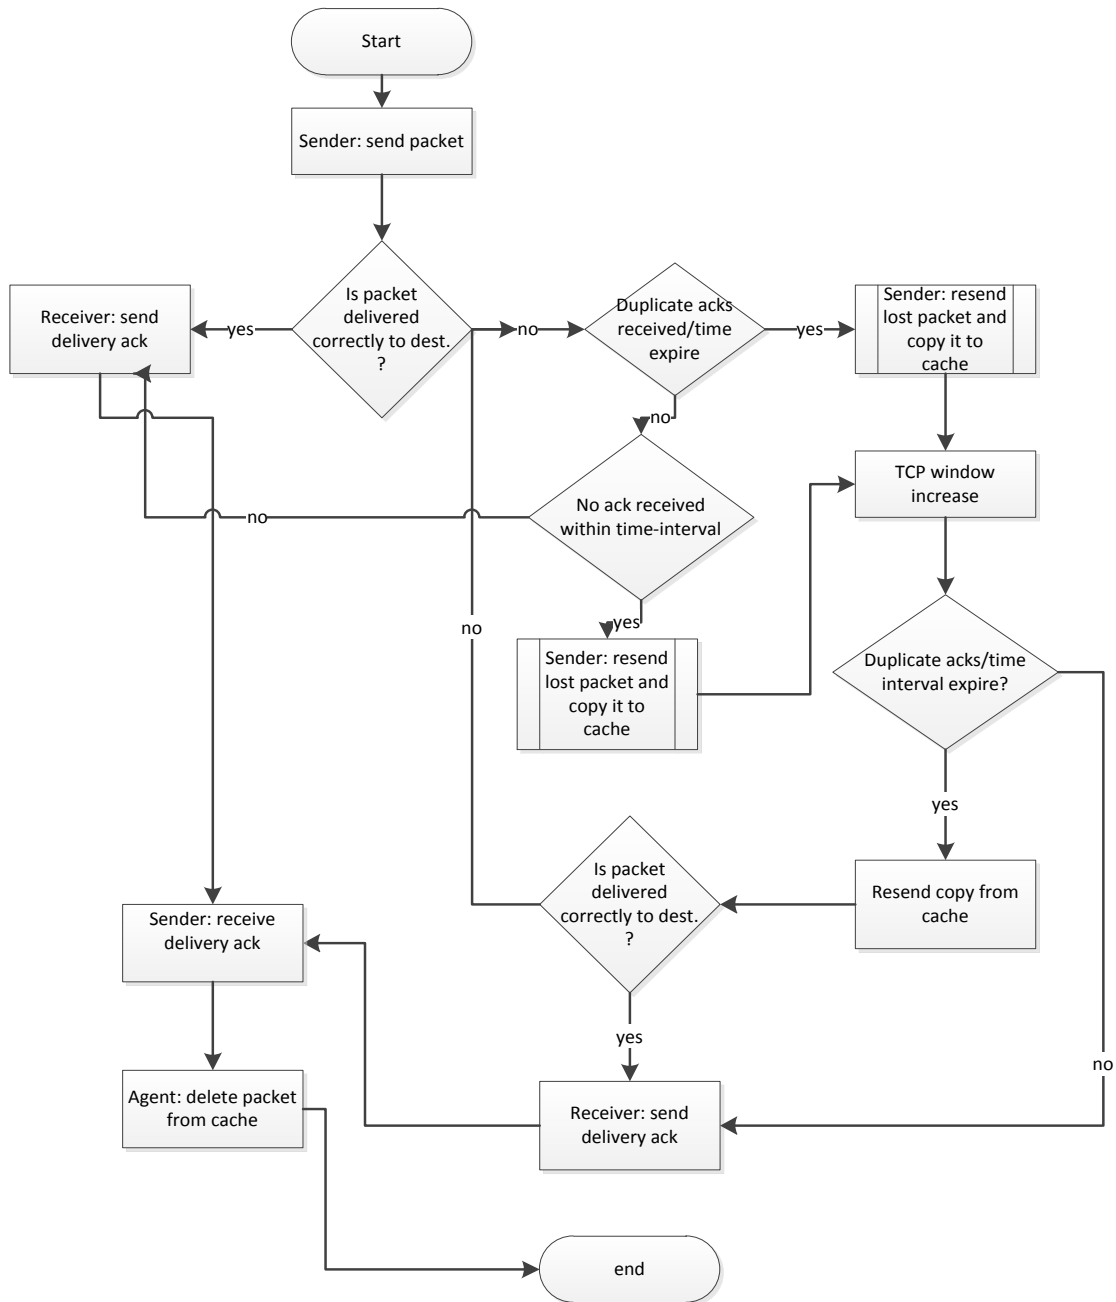 Start
Sender: send packet
Is packet
delivered
correctly to dest.
?
yes
Receiver: send
delivery ack
no
Duplicate acks
received/time
expire
yes
Sender: resend
lost packet and
copy it to
cache
no
No ack received
within time-interval
no
TCP window
increase
yes
Sender: resend
lost packet and
copy it to
cache
no
Duplicate acks/time
interval expire?
yes
Resend copy from
cache
Is packet
delivered
correctly to dest.
?
Sender: receive
delivery ack
yes
no
Agent: delete packet
from cache
Receiver: send
delivery ack
end